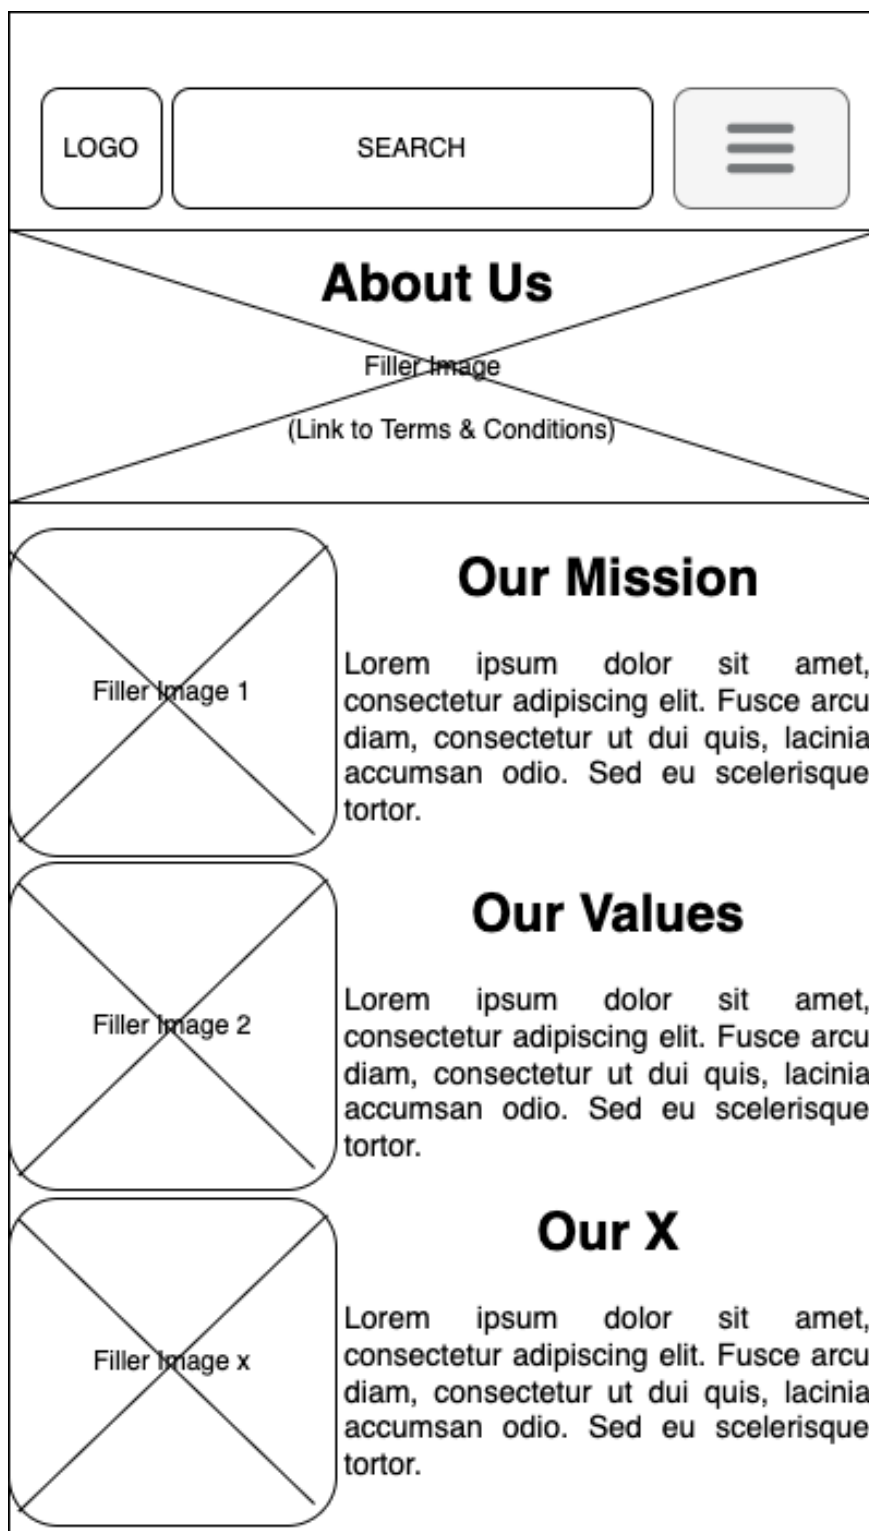 LOGO
SEARCH
About Us
Filler Image
(Link to Terms & Conditions)
Filler Image 1
Our Mission
Lorem ipsum dolor sit amet,
consectetur adipiscing elit. Fusce arcu
diam, consectetur ut dui quis, lacinia
accumsan odio. Sed eu scelerisque
tortor.
Filler Image 2
Our Values
Lorem ipsum dolor sit amet,
consectetur adipiscing elit. Fusce arcu
diam, consectetur ut dui quis, lacinia
accumsan odio. Sed eu scelerisque
tortor.
Filler Image x
Our X
Lorem ipsum dolor sit amet,
consectetur adipiscing elit. Fusce arcu
diam, consectetur ut dui quis, lacinia
accumsan odio. Sed eu scelerisque
tortor.